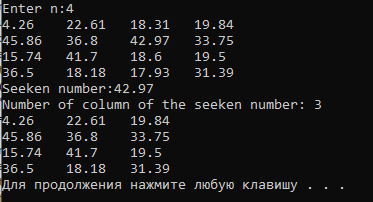 Enter n:4
4.26 22.61 18.31 19.84
45.86 36.8 42.97 33.75
15.74 41.7 18.6 19.5
36.5 18.18 17.93 31.39
Seeken number:42.97
Number of column of the seeken number: 3
4.26 22.61 19.84
45.86 36.8 33.75
15.74 41.7 19.5
36.5 18.18 31.39
Для продолжения нажмите любую клавишу . . .